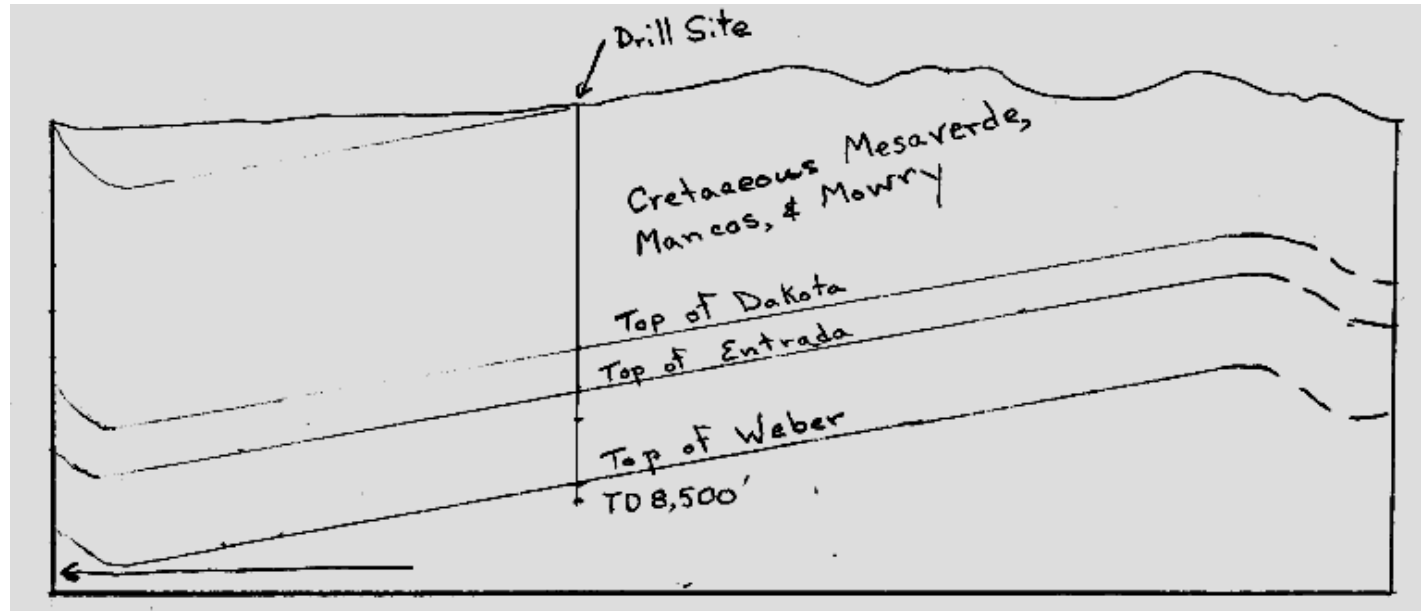 Drill Site
Cretaceous Mesaverde,
Mancos, & Mowry
Top of Dakota
Top of Entrada
Top of Weber
TD 8,500'